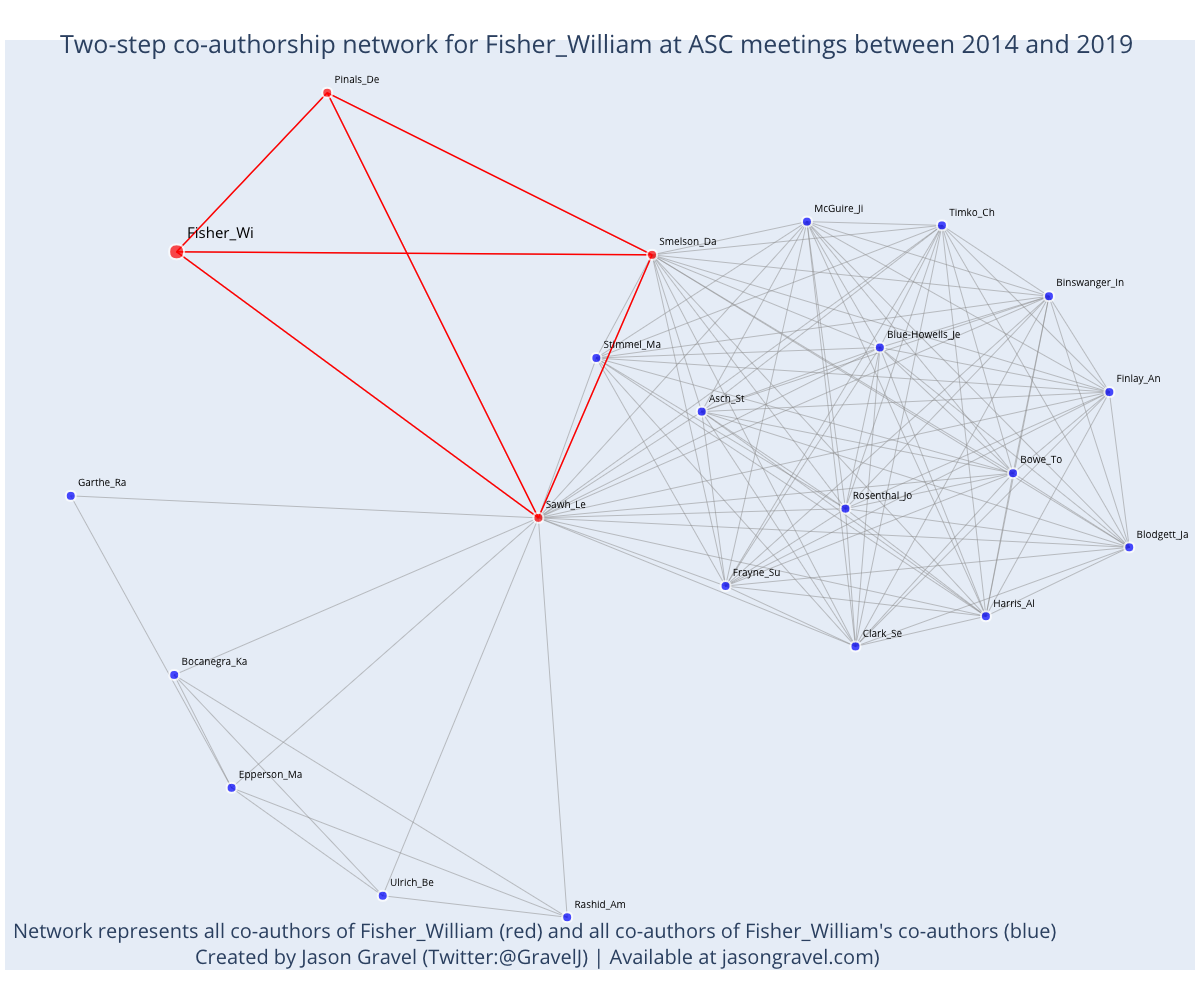 Two-step co-authorship network for Fisher_William at ASC meetings between 2014 and 2019
Pinals_De
Fisher_Wi
McGuire_Ji
Timko_Ch
Smelson_Da
Binswanger_In
Blue-Howells_Je
Stimmel_Ma
Finlay_An
Asch_St
Bowe_To
Garthe_Ra
Rosenthal_Jo
Sawh_Le
Blodgett_Ja
Frayne_Su
Harris_Al
Clark_Se
Bocanegra_Ka
Epperson_Ma
Ulrich_Be
Rashid_Am
Network represents all co-authors of Fisher_William (red) and all co-authors of Fisher_William's co-authors (blue)
Created by Jason Gravel (Twitter:@GravelJ) | Available at jasongravel.com)